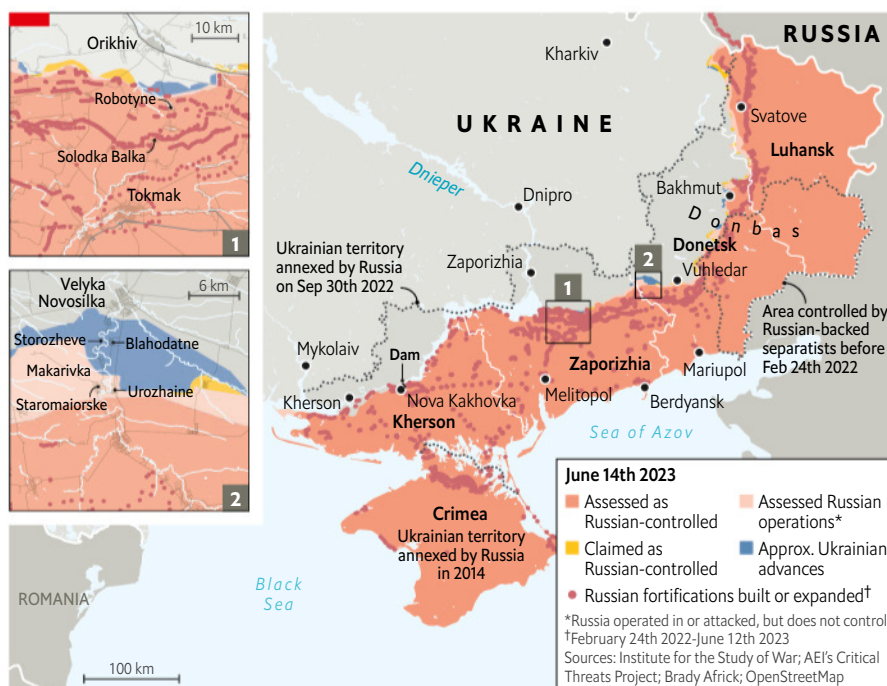 Orikhiv
10 km
Robotyne
Solodka Balka
Tokmak
1
Velyka
Novosilka
6 km
Storozheve
Blahodatne
Makarivka
Urozhaine
Staromaiorske
2
RUSSIA
Kharkiv
UKRAINE
Svatove
Luhansk
Dnieper
Bakhmut
Dnipro
Donbas
Donetsk
Ukrainian territory
annexed by Russia
on Sep 30th 2022
Zaporizhia
2
Vuhledar
1
Area controlled by
Russian-backed
separatists before
Feb 24th 2022
Mykolaiv
Dam
Zaporizhia
Mariupol
Kherson
Nova Kakhovka
Melitopol
Berdyansk
Kherson
Sea of Azov
Crimea
Ukrainian territory
annexed by Russia
in 2014
Black
Sea
ROMANIA
100 km
June 14th 2023
Assessed as
Russian-controlled
Assessed Russian
operations*
Claimed as
Russian-controlled
Approx. Ukrainian
advances
Russian fortifications built or expanded†
*Russia operated in or attacked, but does not control
†February 24th 2022-June 12th 2023
Sources: Institute for the Study of War; AEI's Critical
Threats Project; Brady Africk; OpenStreetMap